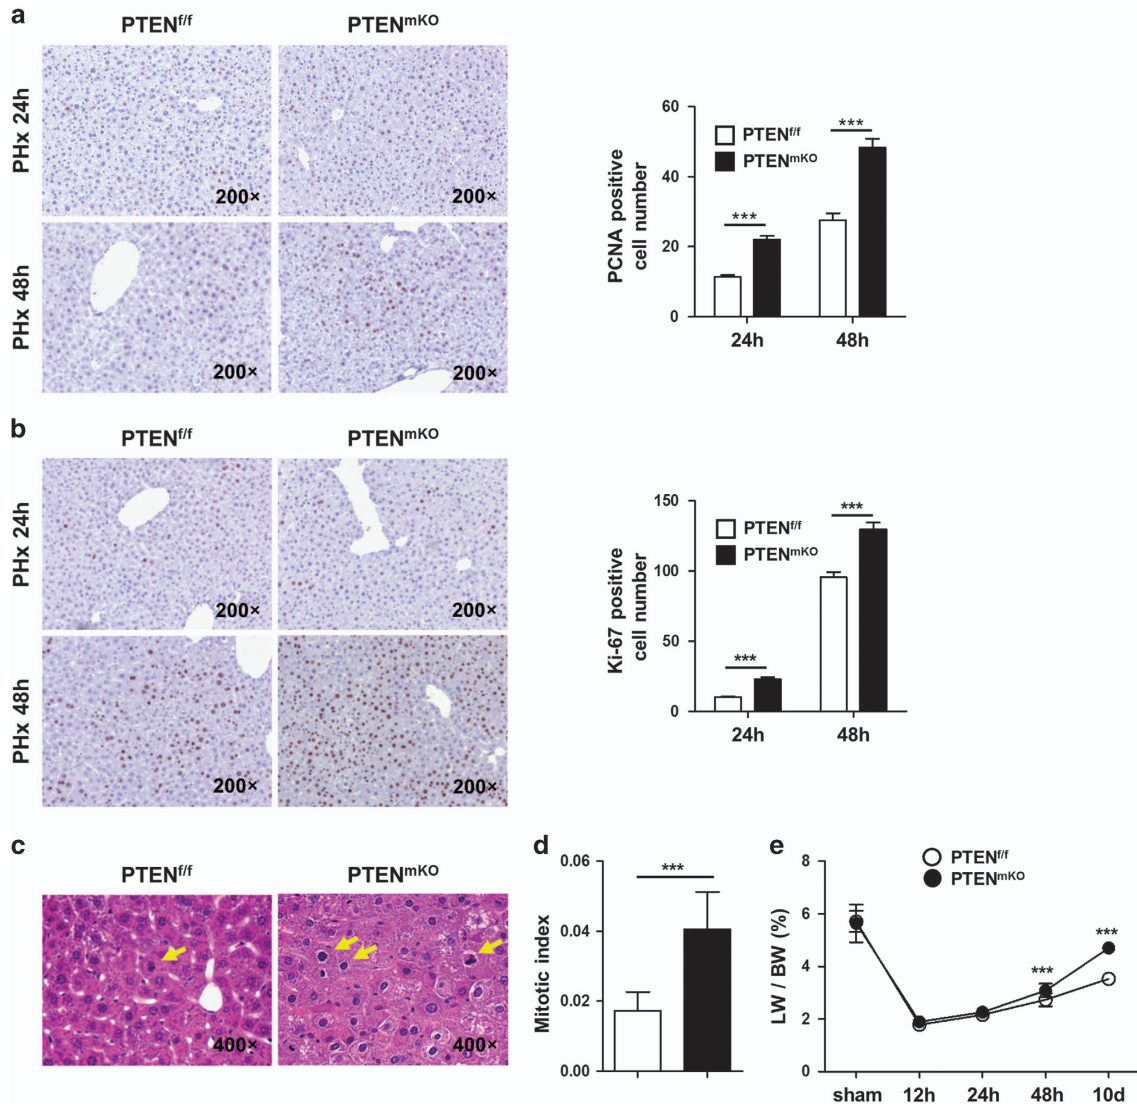 a
PTENf/f
PTENmKO
PHx 24h
200×
200×
PHx 48h
200×
200×
PCNA positive
cell number
60
40
20
0
PTENf/f
PTENmKO
***
***
24h
48h
b
PTENf/f
PTENmKO
PHx 24h
200×
200×
PHx 48h
200×
200×
Ki-67 positive
cell number
150
100
50
0
PTENf/f
PTENmKO
***
***
24h
48h
c
PTENf/f
PTENmKO
400×
400×
d
Mitotic index
0.06
0.04
0.02
0.00
***
e
PTENf/f
PTENmKO
LW / BW (%)
8
6
4
2
0
***
***
sham
12h
24h
48h
10d